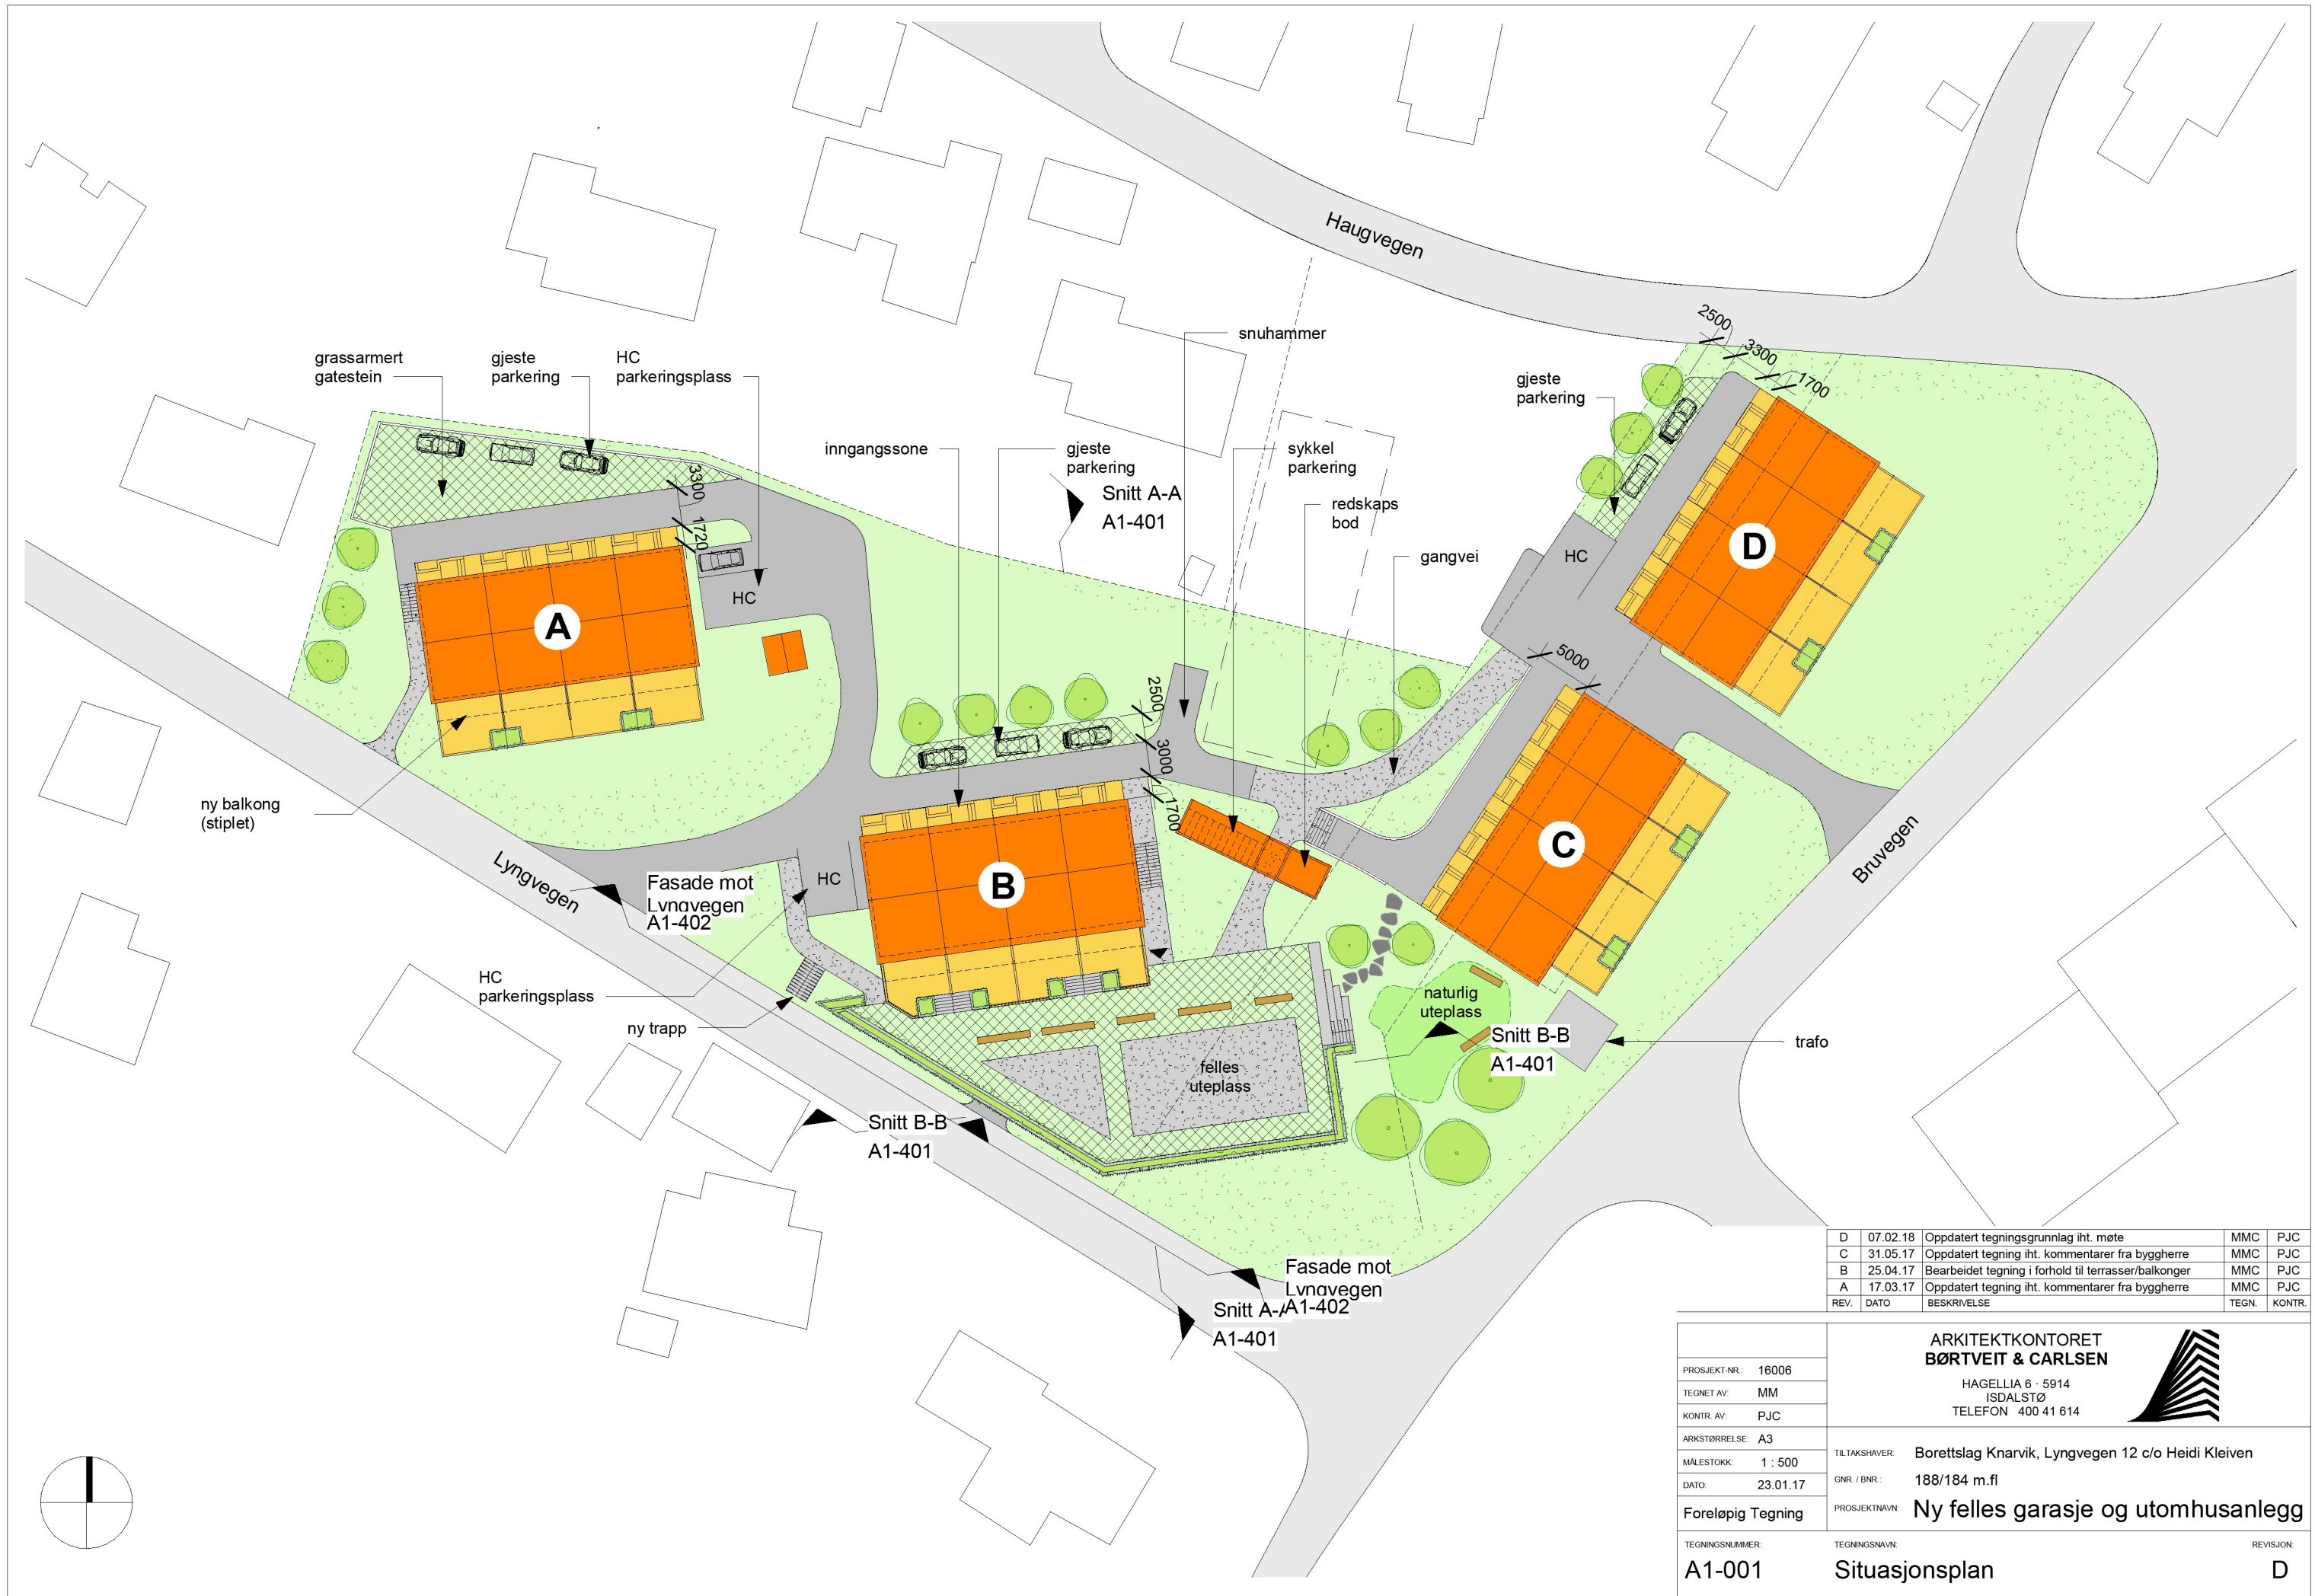 Haugvegen
2500
3300
1700
snuhammer
grassarmert
gatestein
gjeste
parkering
HC
parkeringsplass
gjeste
parkering
inngangssone
gjeste
parkering
sykkel
parkering
Snitt A-A
A1-401
redskaps
bod
3300
1720
gangvei
HC
D
HC
A
5000
2500
3000
1700
ny balkong
(stiplet)
Lyngvegen
Fasade mot
Lyngvegen
A1-402
HC
B
C
Bruvegen
HC
parkeringsplass
ny trapp
naturlig
uteplass
Snitt B-B
A1-401
trafo
felles
uteplass
Snitt B-B
A1-401
Fasade mot
Lyngvegen
A1-402
Snitt A-A
A1-401
D 07.02.18 Oppdatert tegningsgrunnlag iht. møte MMC PJC
C 31.05.17 Oppdatert tegning iht. kommentarer fra byggherre MMC PJC
B 25.04.17 Bearbeidet tegning i forhold til terrasser/balkonger MMC PJC
A 17.03.17 Oppdatert tegning iht. kommentarer fra byggherre MMC PJC
REV. DATO BESKRIVELSE TEGN. KONTR.
ARKITEKTKONTORET
BØRTVEIT & CARLSEN
HAGELLIA 6 · 5914
ISDALSTØ
TELEFON 400 41 614
PROSJEKT-NR.: 16006
TEGNET AV: MM
KONTR. AV: PJC
ARKSTØRRELSE: A3
MÅLESTOKK: 1 : 500
DATO: 23.01.17
Foreløpig Tegning
TILTAKSHAVER: Borettslag Knarvik, Lyngvegen 12 c/o Heidi Kleiven
GNR. / BNR.: 188/184 m.fl
PROSJEKTNAVN: Ny felles garasje og utomhusanlegg
TEGNINGSNUMMER: TEGNINGSNAVN: REVISJON:
A1-001 Situasjonsplan D